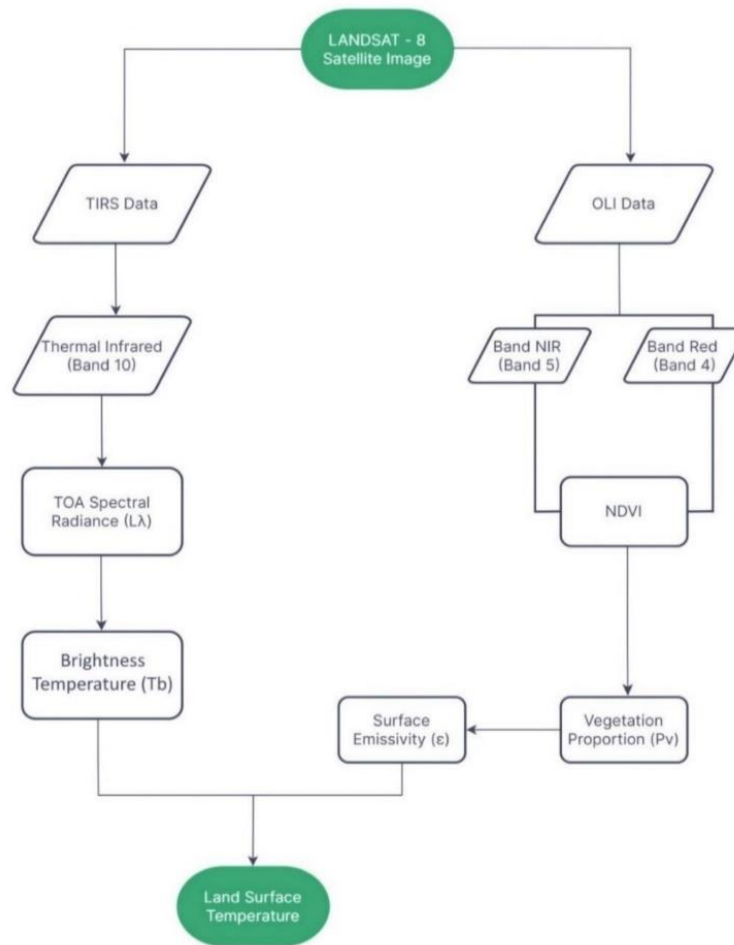 LANDSAT - 8
Satellite Image
TIRS Data
OLI Data
Thermal Infrared
(Band 10)
Band NIR
(Band 5)
Band Red
(Band 4)
TOA Spectral
Radiance (Lλ)
NDVI
Brightness
Temperature (Tb)
Surface
Emissivity (ε)
Vegetation
Proportion (Pv)
Land Surface
Temperature